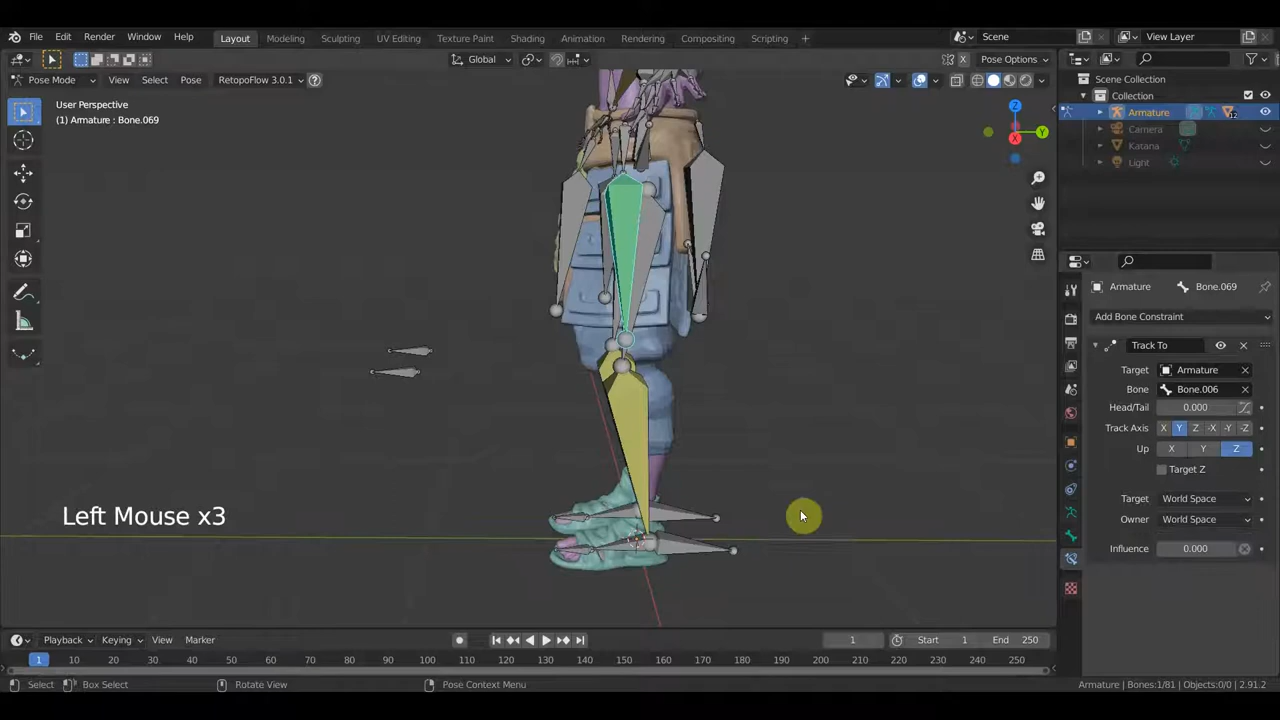 File Edit Render Window Help Layout Modeling Sculpting UV Editing Texture Paint Shading Animation Rendering Compositing Scripting + Scene View Layer
Global Pose Options
Pose Mode View Select Pose RetopoFlow 3.0.1
User Perspective
(1) Armature : Bone.069
Scene Collection
Collection
Armature 12
Camera
Katana
Light
Z
Y
X
Armature Bone.069
Add Bone Constraint
Track To
Target Armature
Bone Bone.006
Head/Tail 0.000
Track Axis X Y Z -X -Y -Z
Up X Y Z
Target Z
Target World Space
Owner World Space
Influence 0.000
Left Mouse x3
Playback Keying View Marker 1 Start 1 End 250
1 10 20 30 40 50 60 70 80 90 100 110 120 130 140 150 160 170 180 190 200 210 220 230 240 250
Select Box Select Rotate View Pose Context Menu Armature | Bones:1/81 | Objects:0/0 | 2.91.2